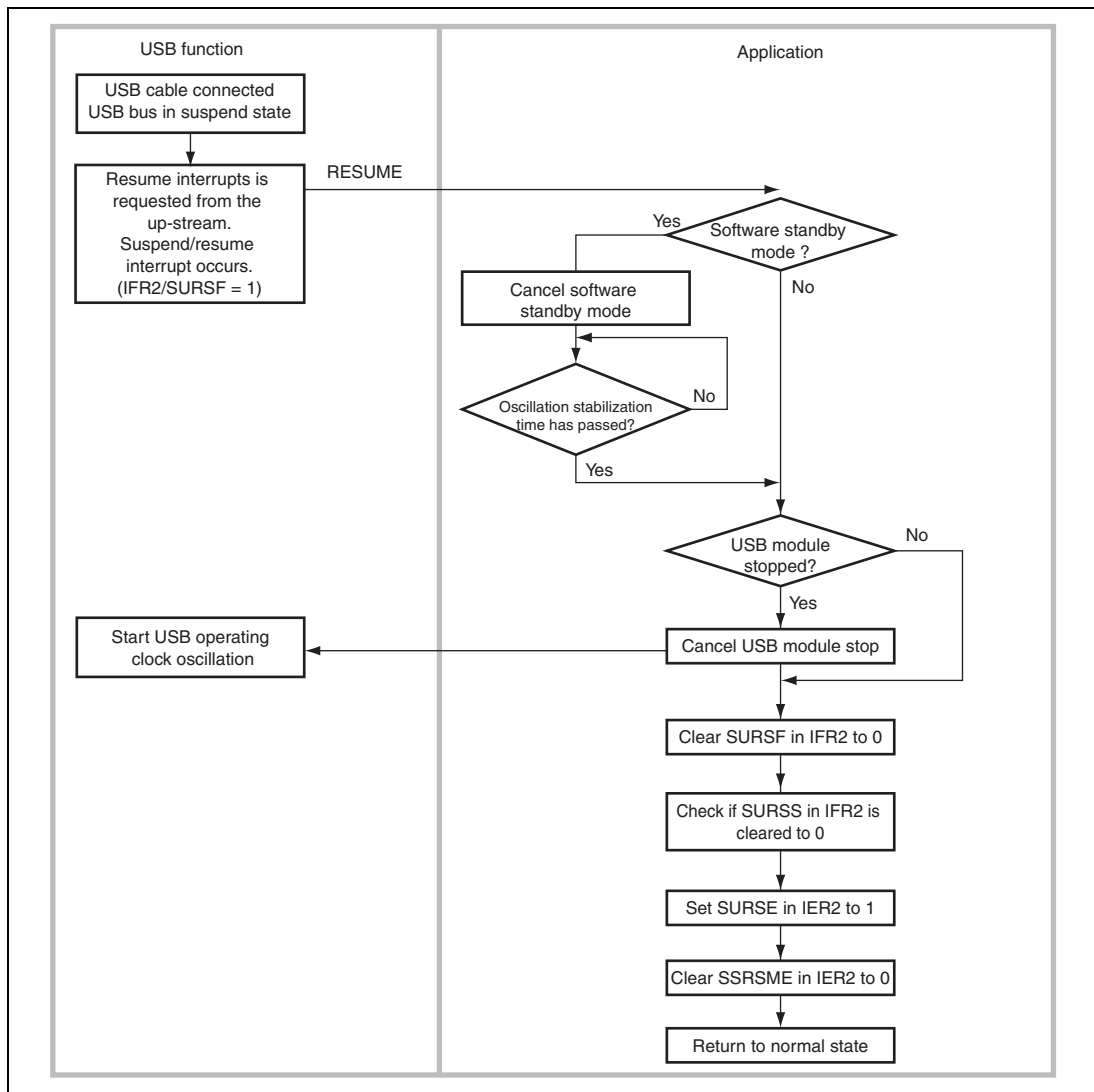 USB function
Application
USB cable connected
USB bus in suspend state
Resume interrupts is
requested from the
up-stream.
Suspend/resume
interrupt occurs.
(IFR2/SURSF = 1)
RESUME
Software standby
mode ?
Yes
No
Cancel software
standby mode
Oscillation stabilization
time has passed?
No
Yes
USB module
stopped?
No
Yes
Cancel USB module stop
Start USB operating
clock oscillation
Clear SURSF in IFR2 to 0
Check if SURSS in IFR2 is
cleared to 0
Set SURSE in IER2 to 1
Clear SSRSME in IER2 to 0
Return to normal state